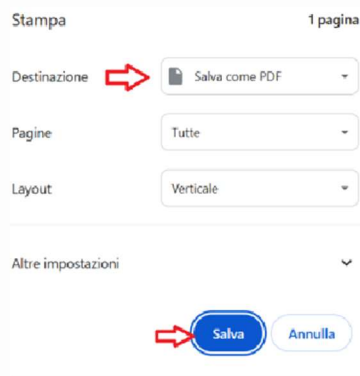 Stampa 1 pagina
Destinazione Salva come PDF
Pagine Tutte
Layout Verticale
Altre impostazioni
Salva Annulla